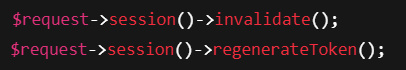 $request->session()->invalidate();
$request->session()->regenerateToken();